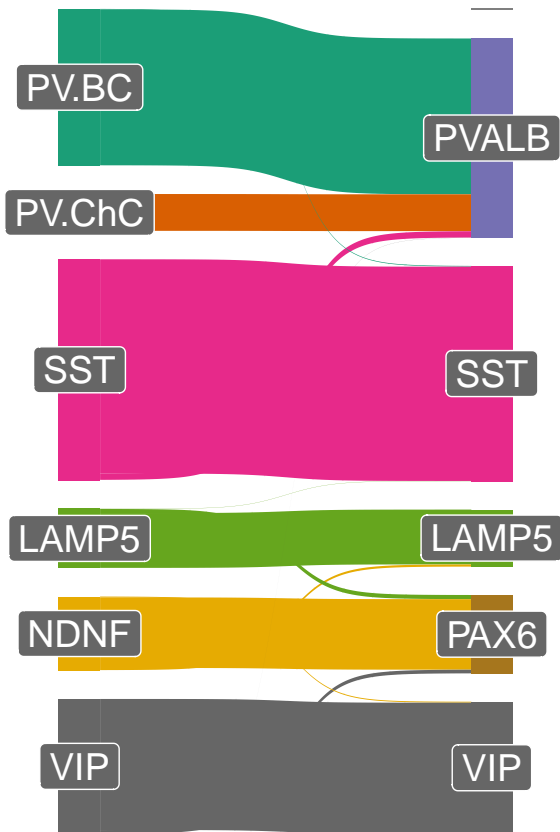 PV.BC
PVALB
PV.ChC
SST
SST
LAMP5
LAMP5
NDNF
PAX6
VIP
VIP